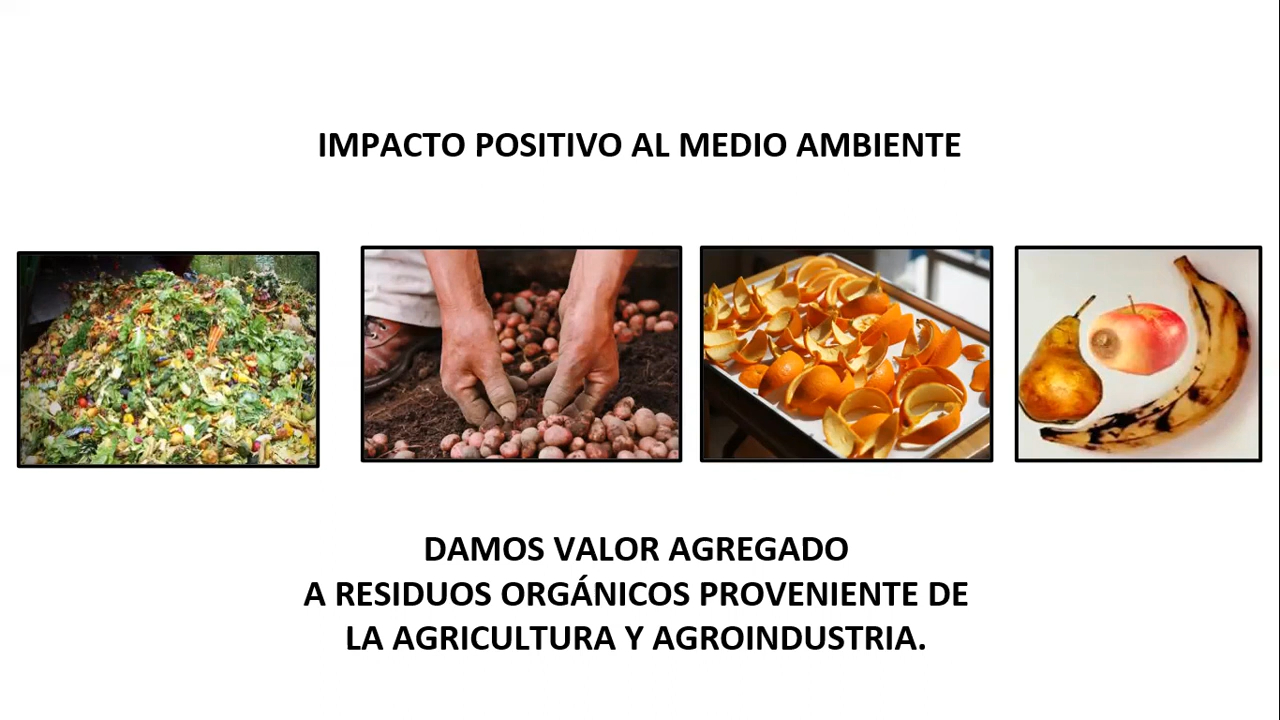 IMPACTO POSITIVO AL MEDIO AMBIENTE
DAMOS VALOR AGREGADO
A RESIDUOS ORGÁNICOS PROVENIENTE DE
LA AGRICULTURA Y AGROINDUSTRIA.